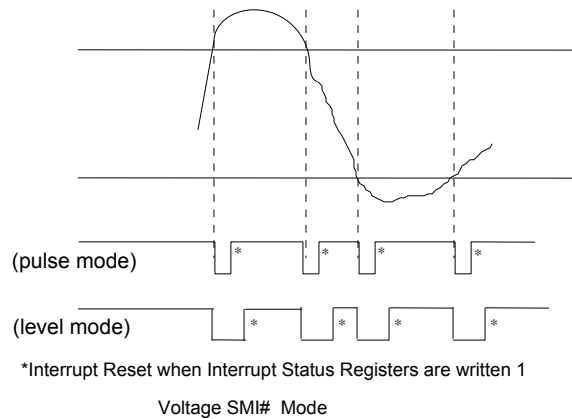 * * * *
(pulse mode)
* * * *
(level mode)
*Interrupt Reset when Interrupt Status Registers are written 1
Voltage SMI# Mode